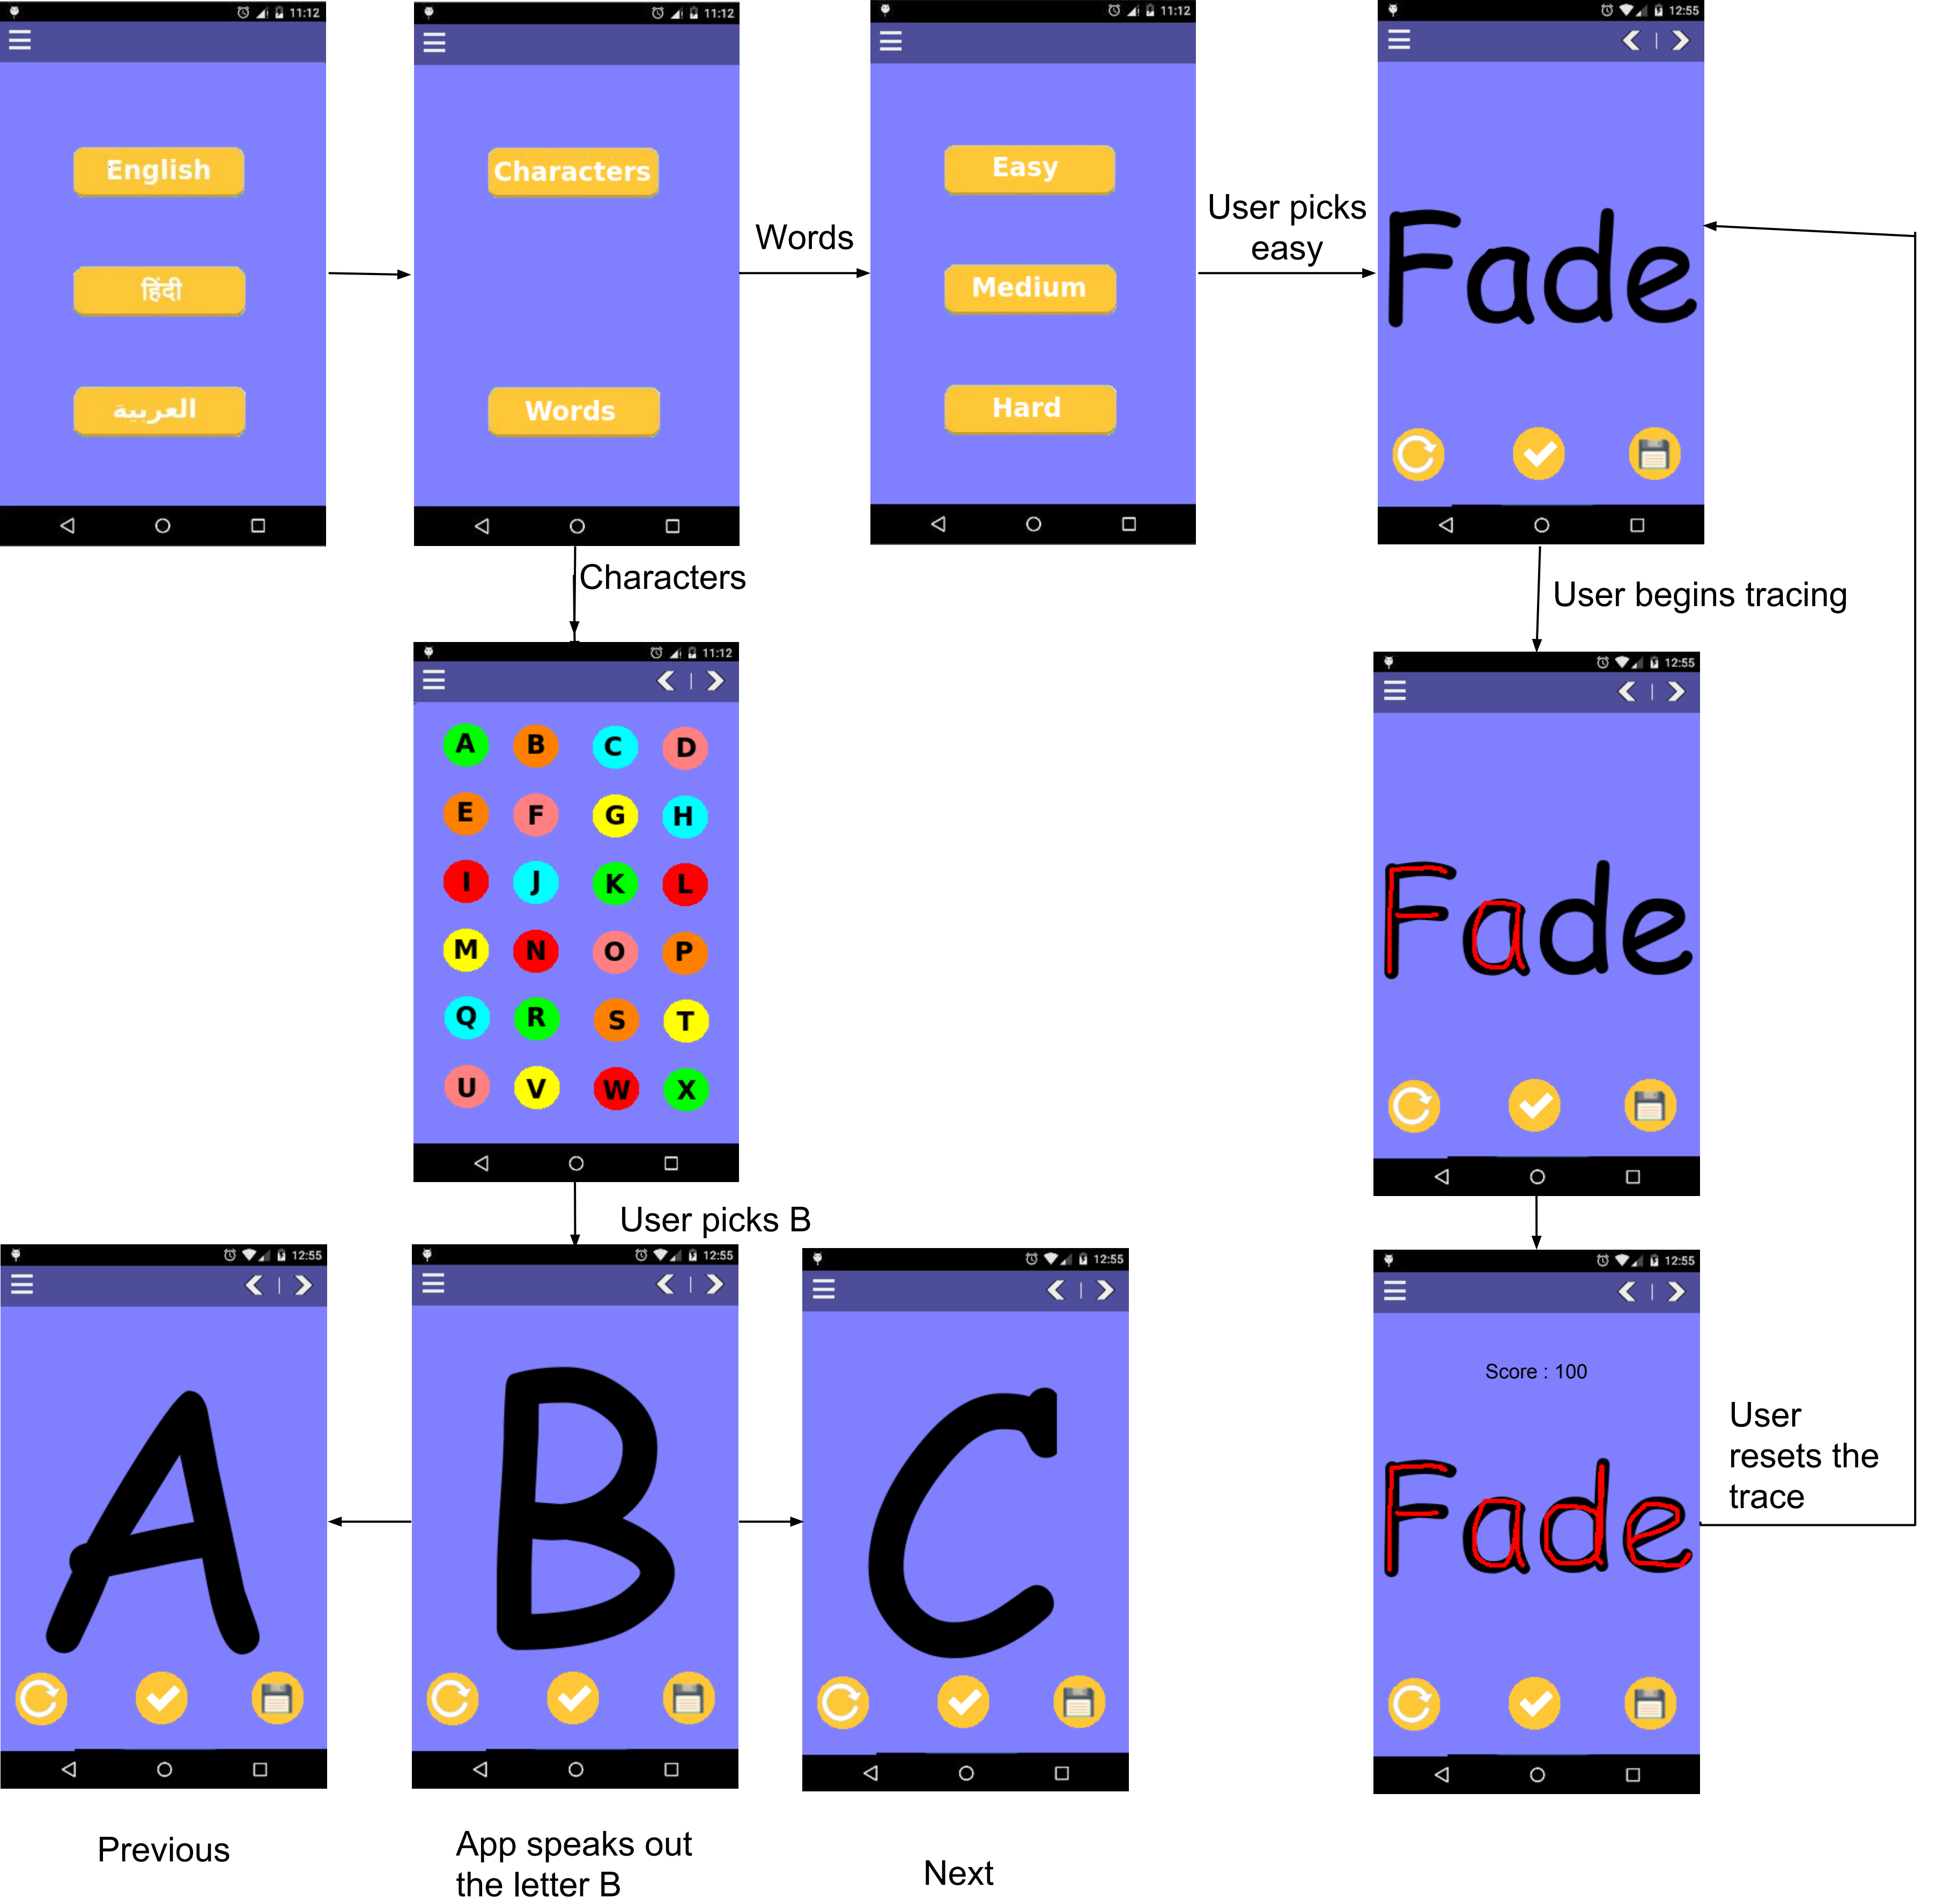 11:12
English
हिंदी
العربية
11:12
Characters
Words
Words
11:12
Easy
Medium
Hard
User picks
easy
12:55
Fade
Characters
User begins tracing
11:12
A B C D
E F G H
I J K L
M N O P
Q R S T
U V W X
12:55
Fade
User picks B
12:55
A
12:55
B
12:55
C
12:55
Score : 100
Fade
User
resets the
trace
Previous
App speaks out
the letter B
Next